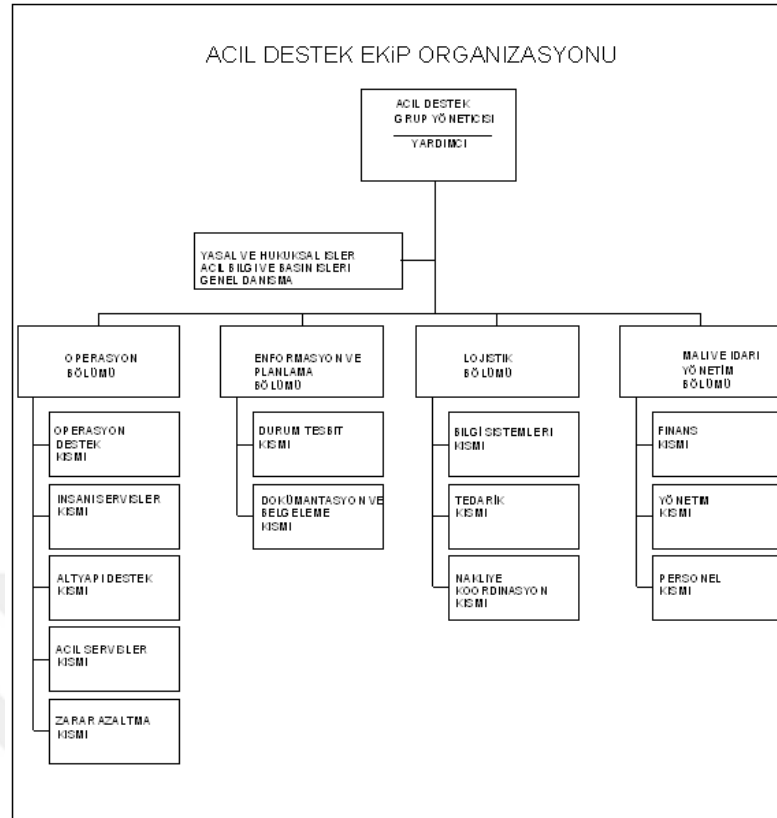 ACIL DESTEK EKiP ORGANIZASYONU
ACIL DESTEK
GRUP YÖNETICISI
YARDIMCI
YASAL VE HUKUKSAL ISLER
ACIL BILGI VE BASIN ISLERI
GENEL DANISMA
OPERASYON
BÖLÜMÜ
ENFORMASYON VE
PLANLAMA
BÖLÜMÜ
LOJISTIK
BÖLÜMÜ
MALI VE IDARI
YÖNETİM
BÖLÜMÜ
OPERASYON
DESTEK
KISMI
INSANI SERVISLER
KISMI
ALTYAPI DESTEK
KISMI
ACIL SERVISLER
KISMI
ZARAR AZALTMA
KISMI
DURUM TESBIT
KISMI
DOKÜMANTASYON VE
BELGELEME
KISMI
BILGI SISTEMLERI
KISMI
TEDARIK
KISMI
NAKLIYE
KOORDINASYON
KISMI
FINANS
KISMI
YÖNETIM
KISMI
PERSONEL
KISMI